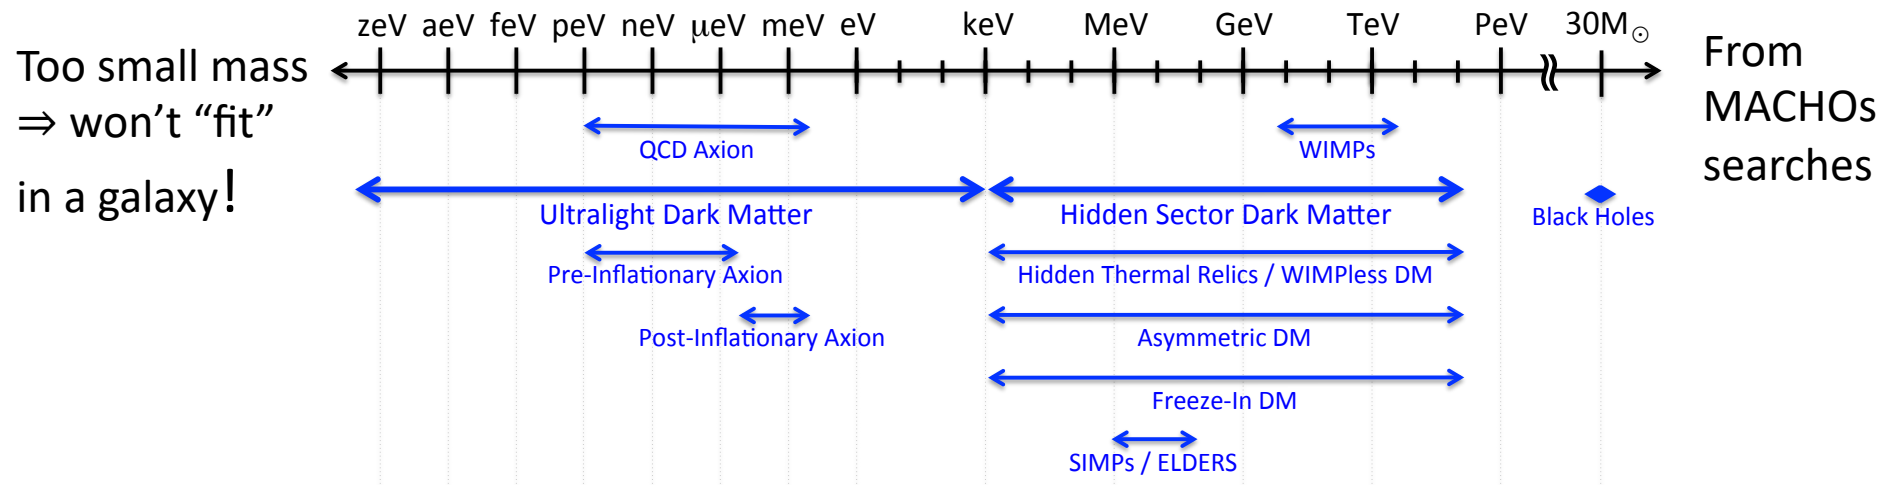 zeV aeV feV peV neV μeV meV eV keV MeV GeV TeV PeV 30M☉
Too small mass
⇒ won’t “fit”
in a galaxy!
From
MACHOs
searches
QCD Axion
WIMPs
Ultralight Dark Matter
Hidden Sector Dark Matter
Black Holes
Pre-Inflationary Axion
Hidden Thermal Relics / WIMPless DM
Post-Inflationary Axion
Asymmetric DM
Freeze-In DM
SIMPs / ELDERS